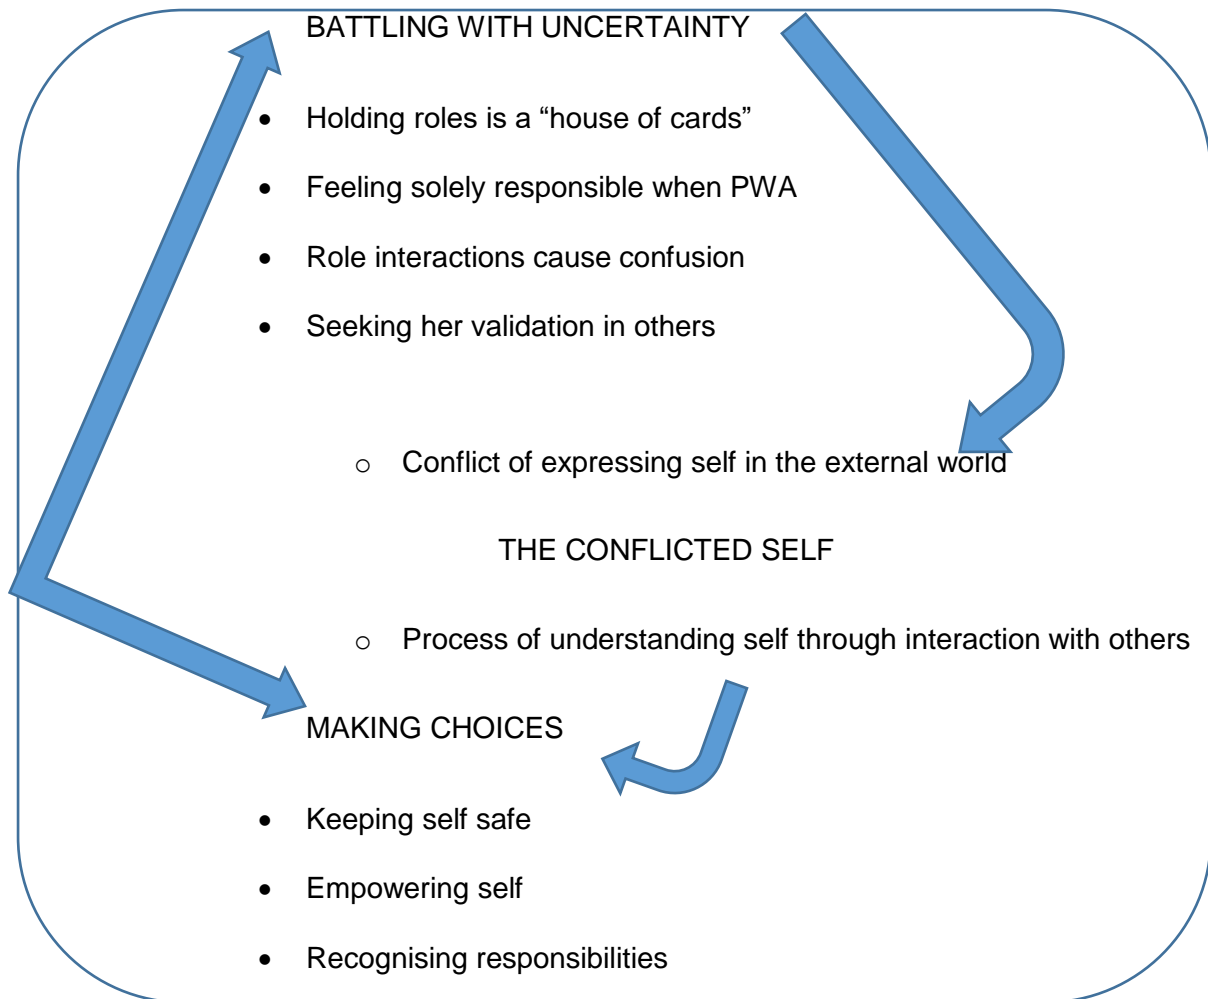 BATTLING WITH UNCERTAINTY
• Holding roles is a “house of cards”
• Feeling solely responsible when PWA
• Role interactions cause confusion
• Seeking her validation in others
o Conflict of expressing self in the external world
THE CONFLICTED SELF
o Process of understanding self through interaction with others
MAKING CHOICES
• Keeping self safe
• Empowering self
• Recognising responsibilities